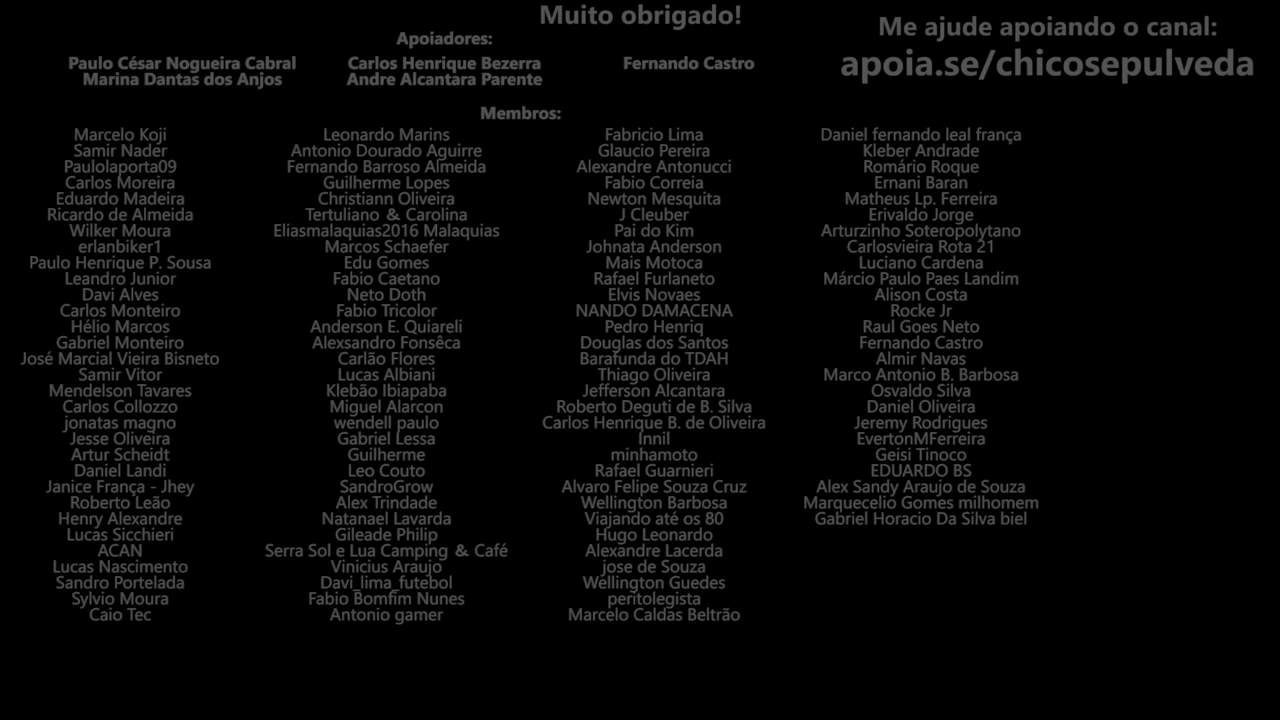 Muito obrigado!
Me ajude apoiando o canal:
apoia.se/chicosepulveda
Apoiadores:
Paulo César Nogueira Cabral
Marina Dantas dos Anjos
Carlos Henrique Bezerra
Andre Alcantara Parente
Fernando Castro
Membros:
Marcelo Koji
Samir Nader
Paulolaporta09
Carlos Moreira
Eduardo Madeira
Ricardo de Almeida
Wilker Moura
erlanbiker1
Paulo Henrique P. Sousa
Leandro Junior
Davi Alves
Carlos Monteiro
Hélio Marcos
Gabriel Monteiro
José Marcial Vieira Bisneto
Samir Vitor
Mendelson Tavares
Carlos Collozzo
jonatas magno
Jesse Oliveira
Artur Scheidt
Daniel Landi
Janice França - Jhey
Roberto Leão
Henry Alexandre
Lucas Sicchieri
ACAN
Lucas Nascimento
Sandro Portelada
Sylvio Moura
Caio Tec
Leonardo Marins
Antonio Dourado Aguirre
Fernando Barroso Almeida
Guilherme Lopes
Christiann Oliveira
Tertuliano & Carolina
Eliasmalaquias2016 Malaquias
Marcos Schaefer
Edu Gomes
Fabio Caetano
Neto Doth
Fabio Tricolor
Anderson E. Quiareli
Alexsandro Fonsêca
Carlão Flores
Lucas Albiani
Klebão Ibiapaba
Miguel Alarcon
wendell paulo
Gabriel Lessa
Guilherme
Leo Couto
SandroGrow
Alex Trindade
Natanael Lavarda
Gileade Philip
Serra Sol e Lua Camping & Café
Vinicius Araujo
Davi_lima_futebol
Fabio Bomfim Nunes
Antonio gamer
Fabricio Lima
Glaucio Pereira
Alexandre Antonucci
Fabio Correia
Newton Mesquita
J Cleuber
Pai do Kim
Johnata Anderson
Mais Motoca
Rafael Furlaneto
Elvis Novaes
NANDO DAMACENA
Pedro Henriq
Douglas dos Santos
Barafunda do TDAH
Thiago Oliveira
Jefferson Alcantara
Roberto Deguti de B. Silva
Carlos Henrique B. de Oliveira
Innil
minhamoto
Rafael Guarnieri
Alvaro Felipe Souza Cruz
Wellington Barbosa
Viajando até os 80
Hugo Leonardo
Alexandre Lacerda
jose de Souza
Wellington Guedes
peritolegista
Marcelo Caldas Beltrão
Daniel fernando leal frança
Kleber Andrade
Romário Roque
Ernani Baran
Matheus Lp. Ferreira
Erivaldo Jorge
Arturzinho Soteropolytano
Carlosvieira Rota 21
Luciano Cardena
Márcio Paulo Paes Landim
Alison Costa
Rocke Jr
Raul Goes Neto
Fernando Castro
Almir Navas
Marco Antonio B. Barbosa
Osvaldo Silva
Daniel Oliveira
Jeremy Rodrigues
EvertonMFerreira
Geisi Tinoco
EDUARDO BS
Alex Sandy Araujo de Souza
Marquecelio Gomes milhomem
Gabriel Horacio Da Silva biel